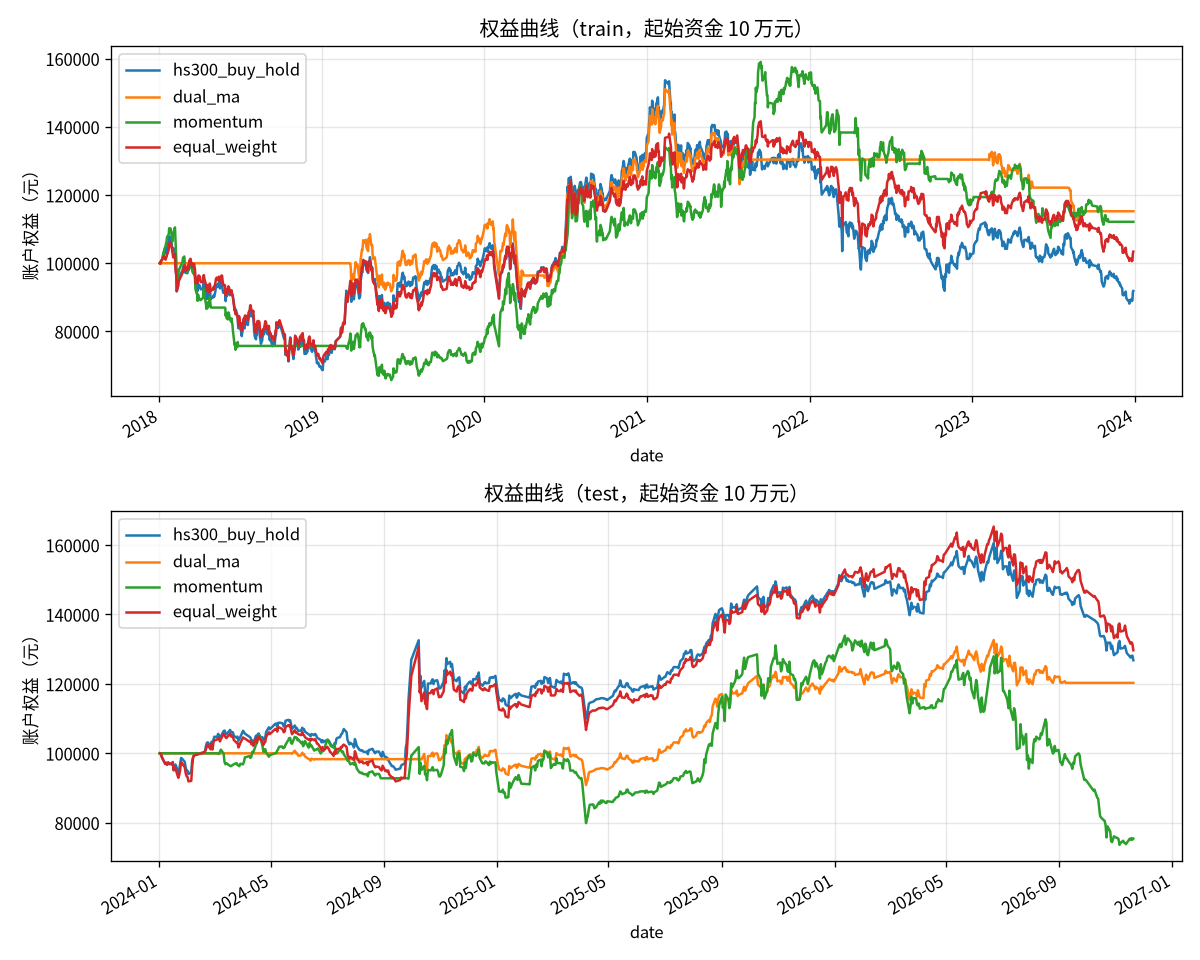 权益曲线（train，起始资金 10 万元）
160000
140000
120000
100000
80000
账户权益（元）
hs300_buy_hold
dual_ma
momentum
equal_weight
2018
2019
2020
2021
2022
2023
2024
date
权益曲线（test，起始资金 10 万元）
160000
140000
120000
100000
80000
账户权益（元）
hs300_buy_hold
dual_ma
momentum
equal_weight
2024-01
2024-05
2024-09
2025-01
2025-05
2025-09
2026-01
2026-05
2026-09
2027-01
date